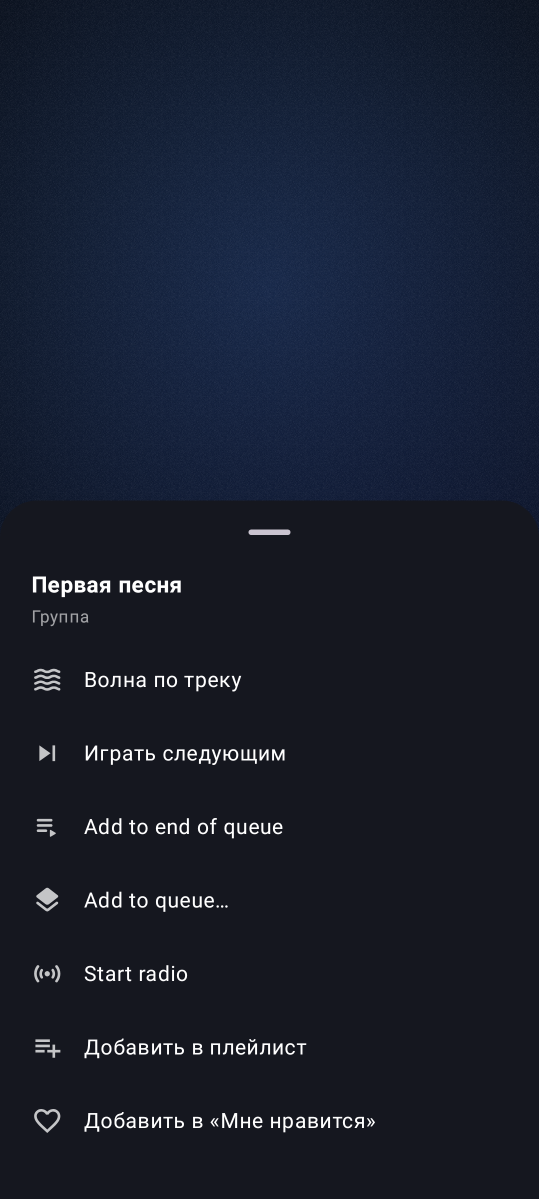 Первая песня
Группа
Волна по треку
Играть следующим
Add to end of queue
Add to queue...
Start radio
Добавить в плейлист
Добавить в «Мне нравится»